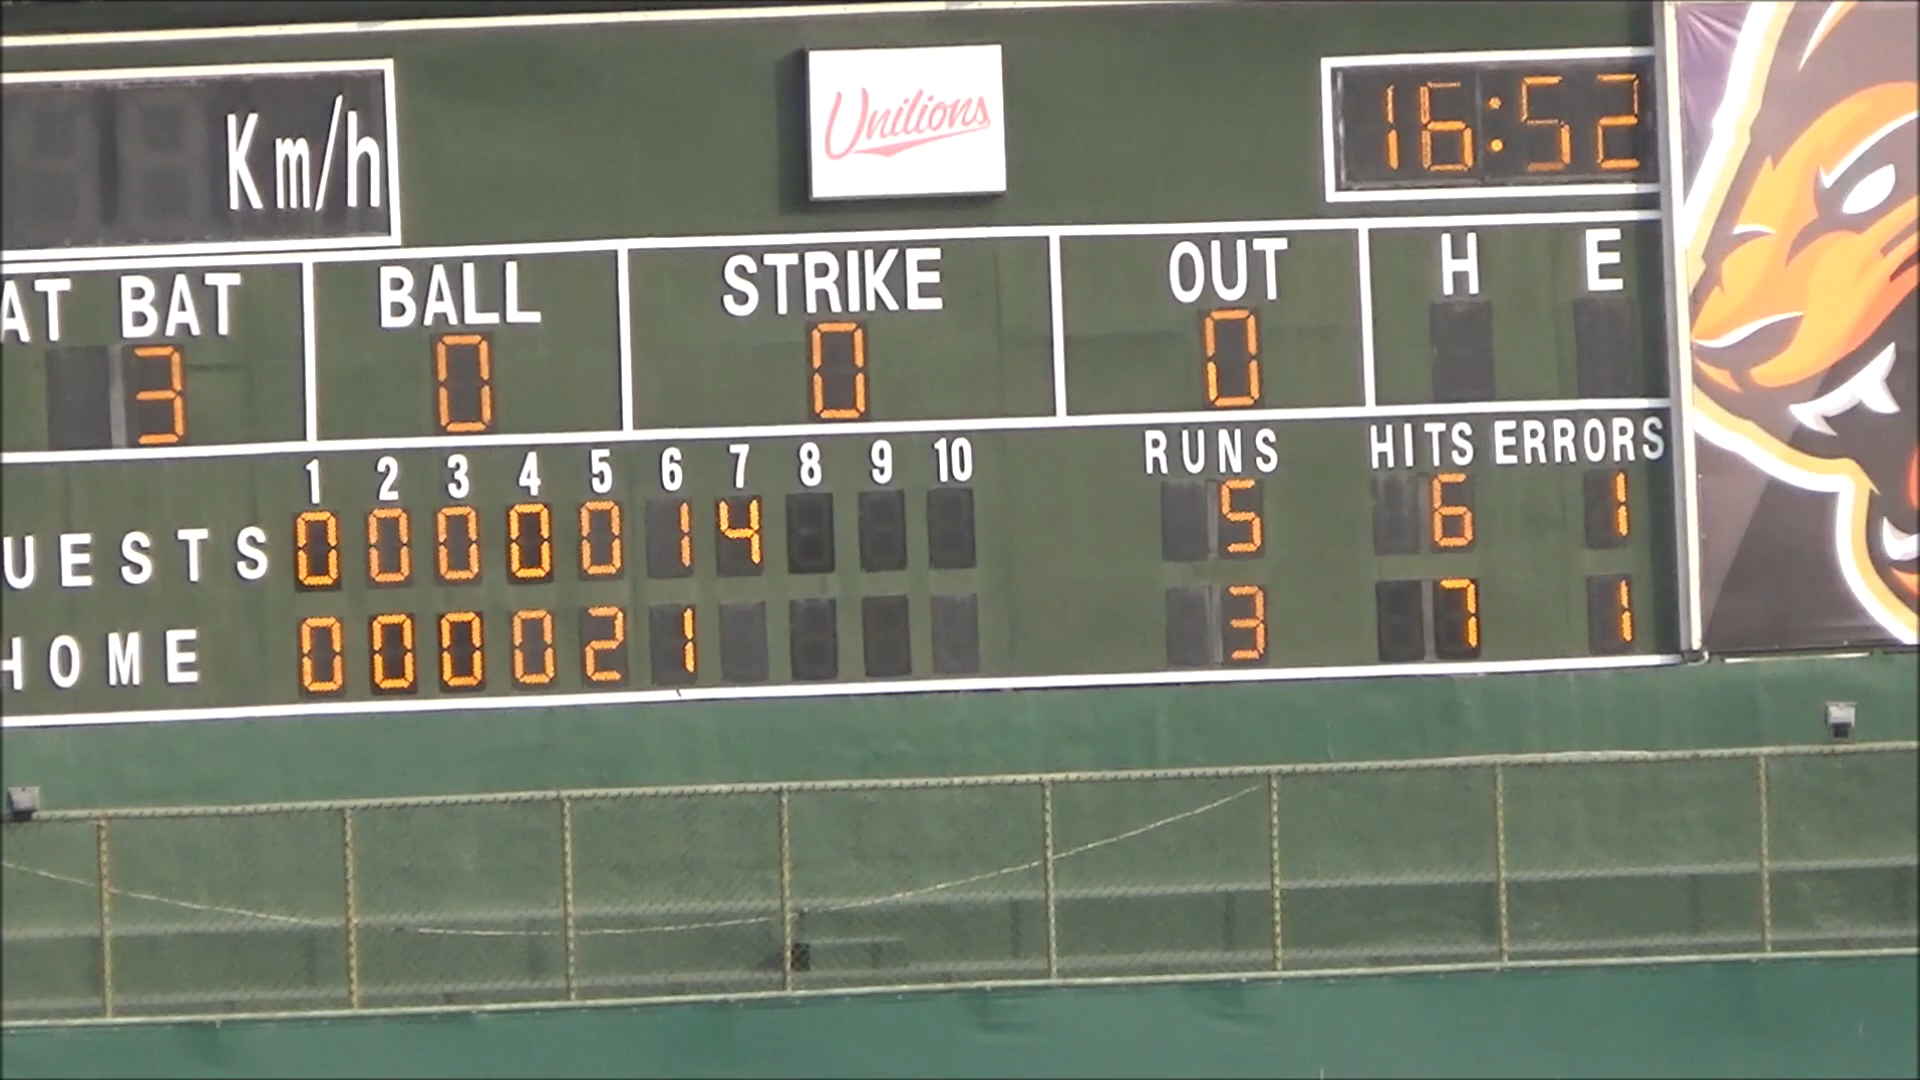 Km/h
Unilions
16:52
AT BAT BALL STRIKE OUT H E
3 0 0 0
1 2 3 4 5 6 7 8 9 10 RUNS HITS ERRORS
UESTS 0 0 0 0 0 1 4 5 6 1
HOME 0 0 0 0 2 1 3 7 1